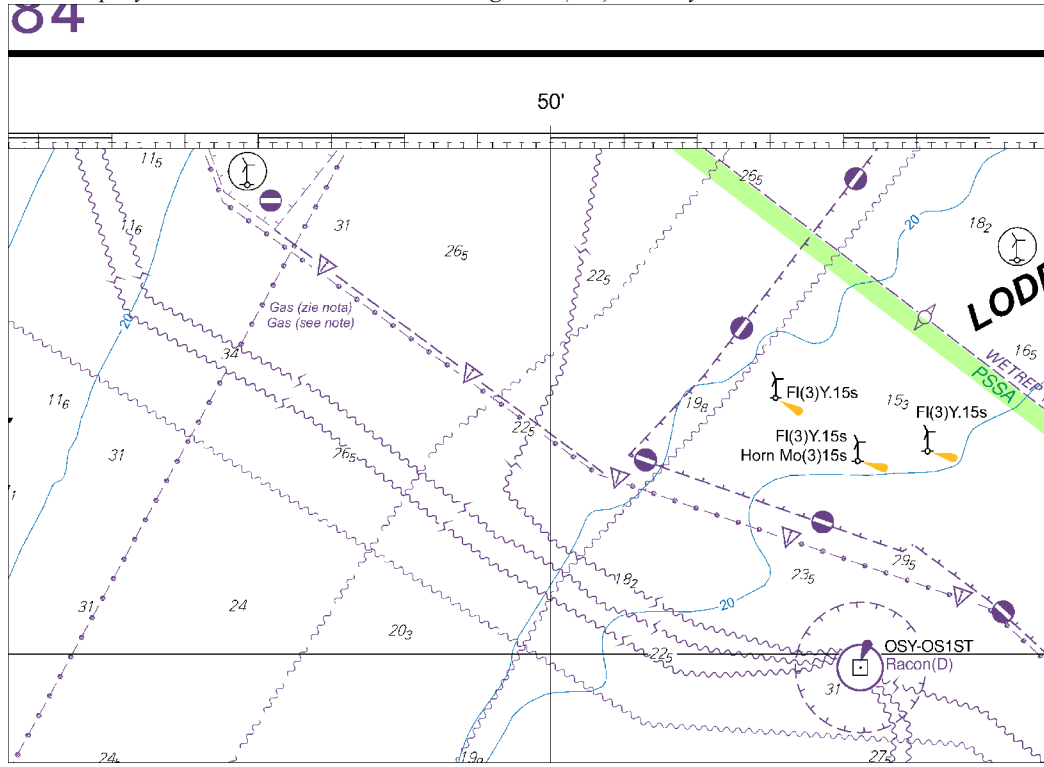 84
50'
11₅
26₅
18₂
11₆
31
26₅
20
22₅
LODE
Gas (zie nota)
Gas (see note)
20
34
16₅
WETREP
PSSA
11₆
19₈
Fl(3)Y.15s
15₃
Fl(3)Y.15s
22₅
Fl(3)Y.15s
Horn Mo(3)15s
31
26₅
29₅
23₅
18₂
31
24
20
20₃
22₅
OSY-OS1ST
Racon(D)
31
24₅
27₅